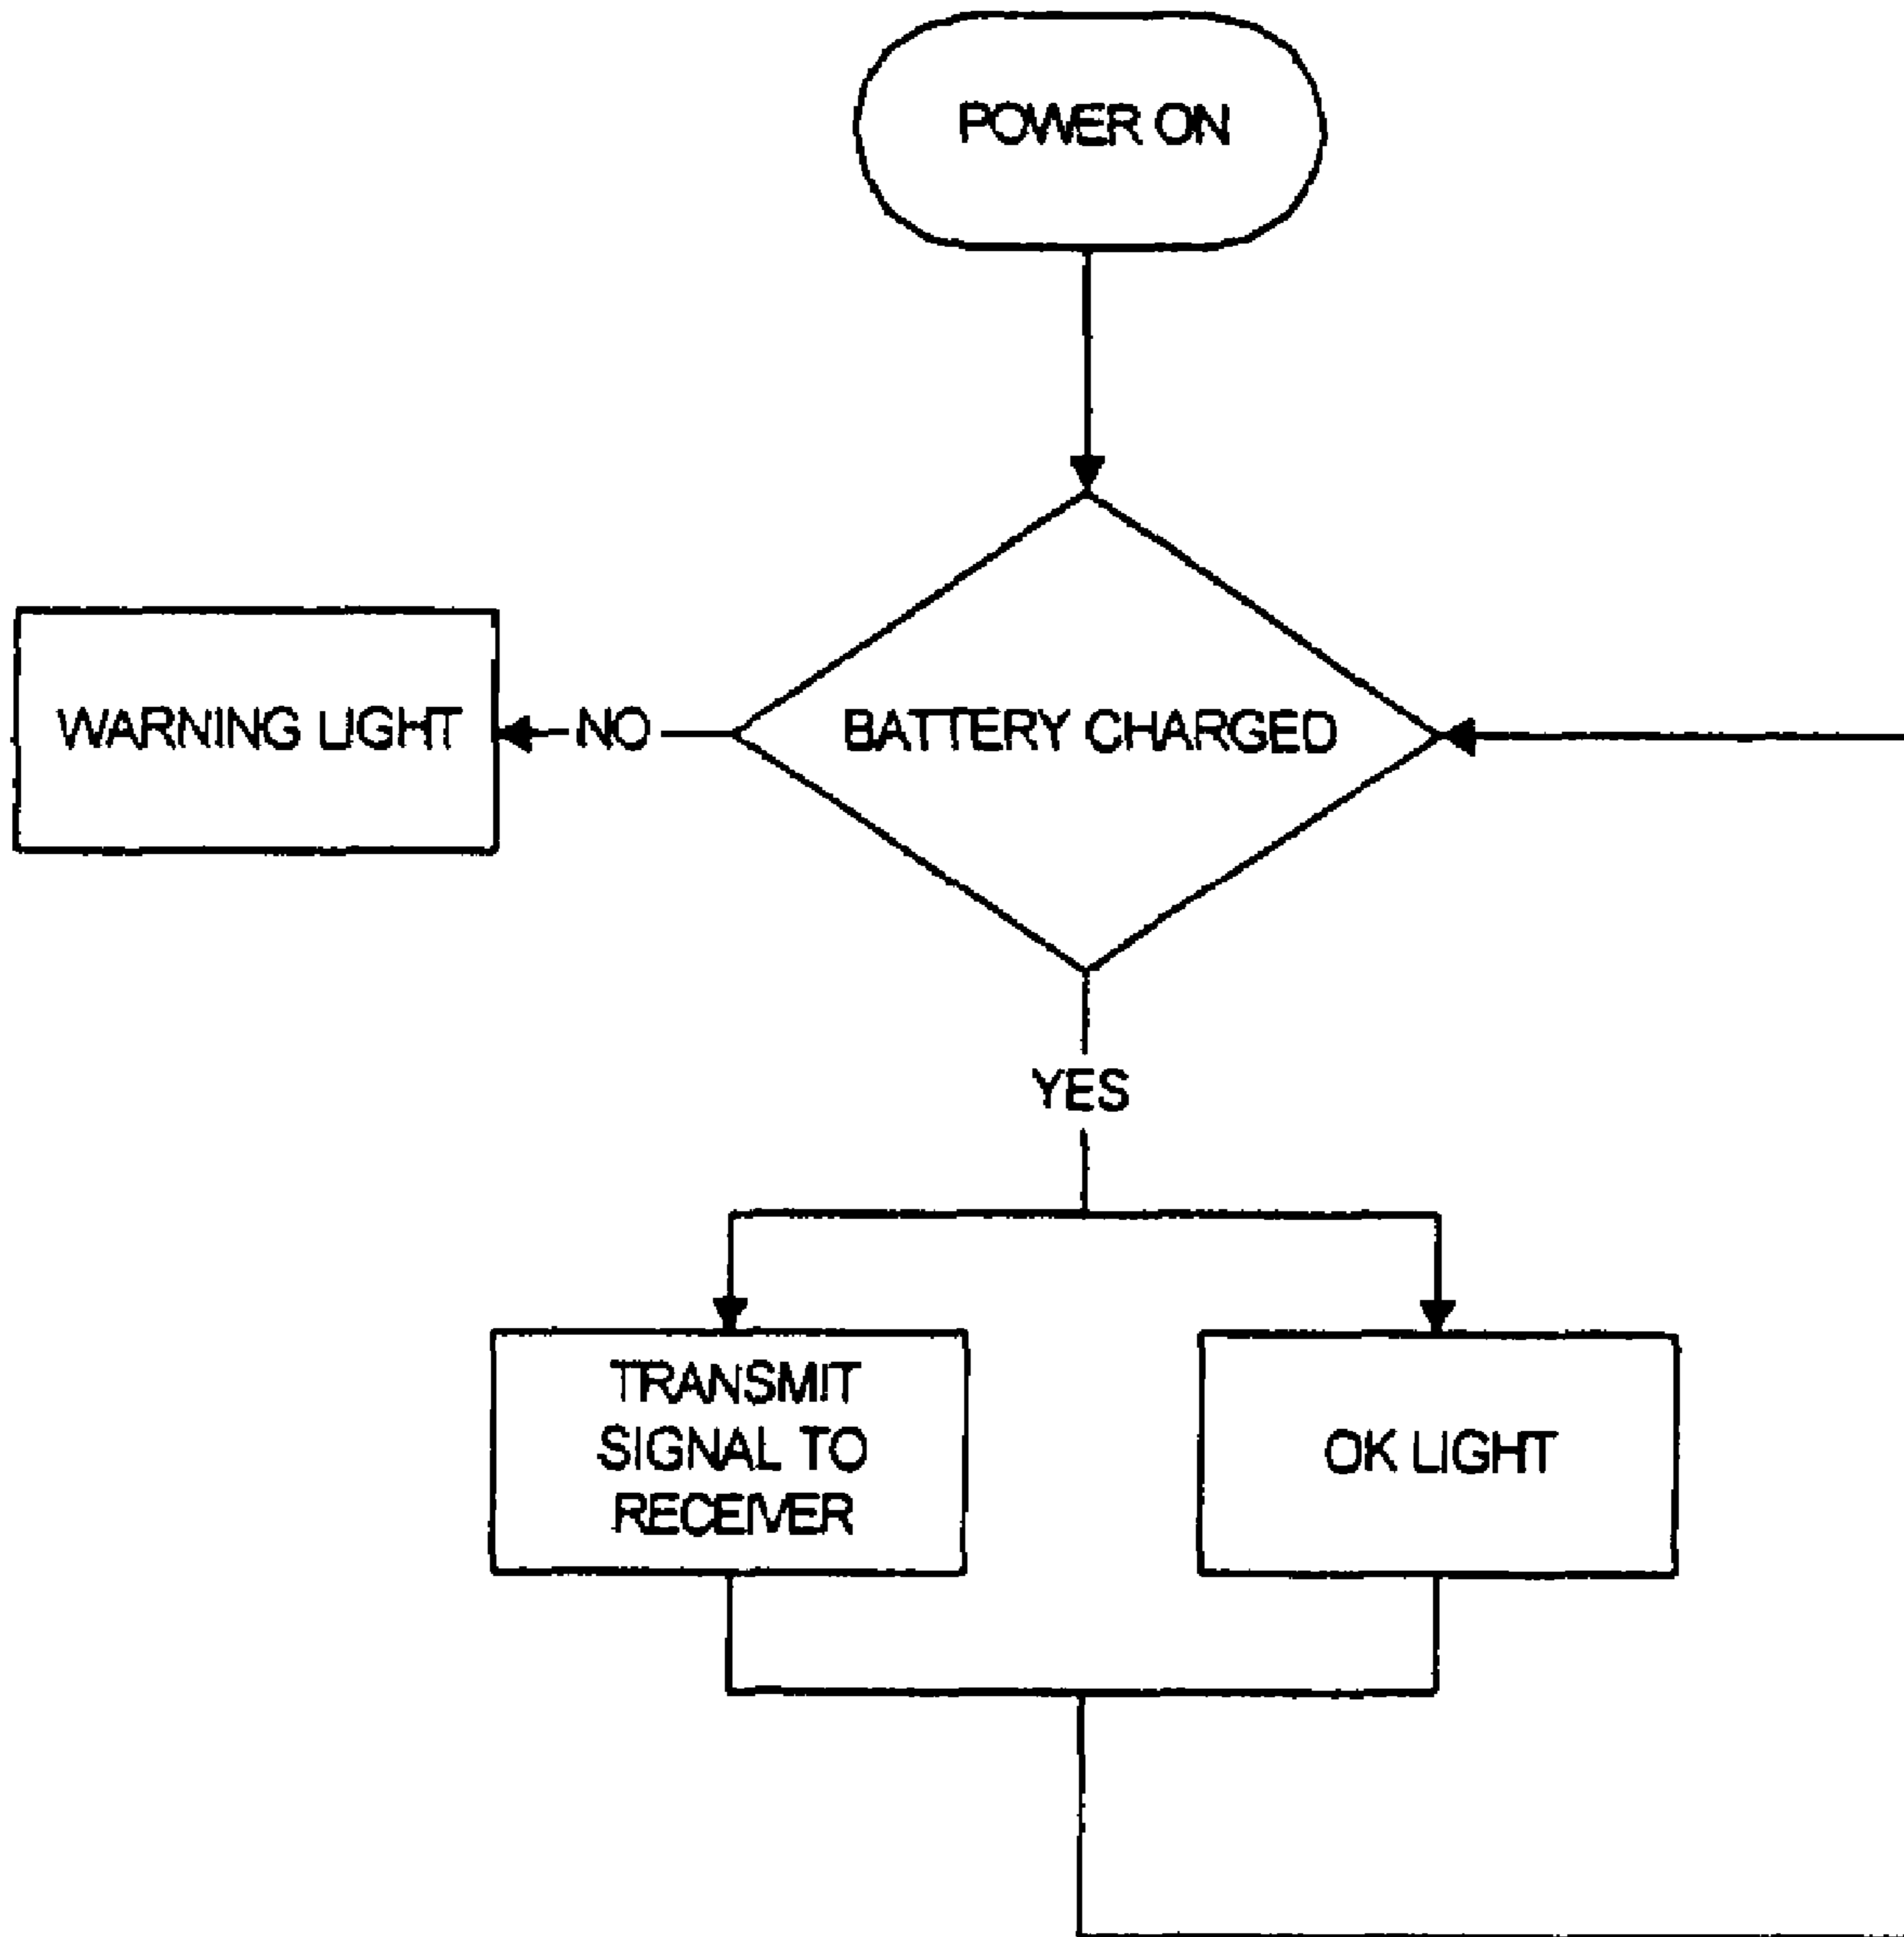 POWER ON
WARNING LIGHT
NO
BATTERY CHARGED
YES
TRANSMIT
SIGNAL TO
RECEIVER
OK LIGHT